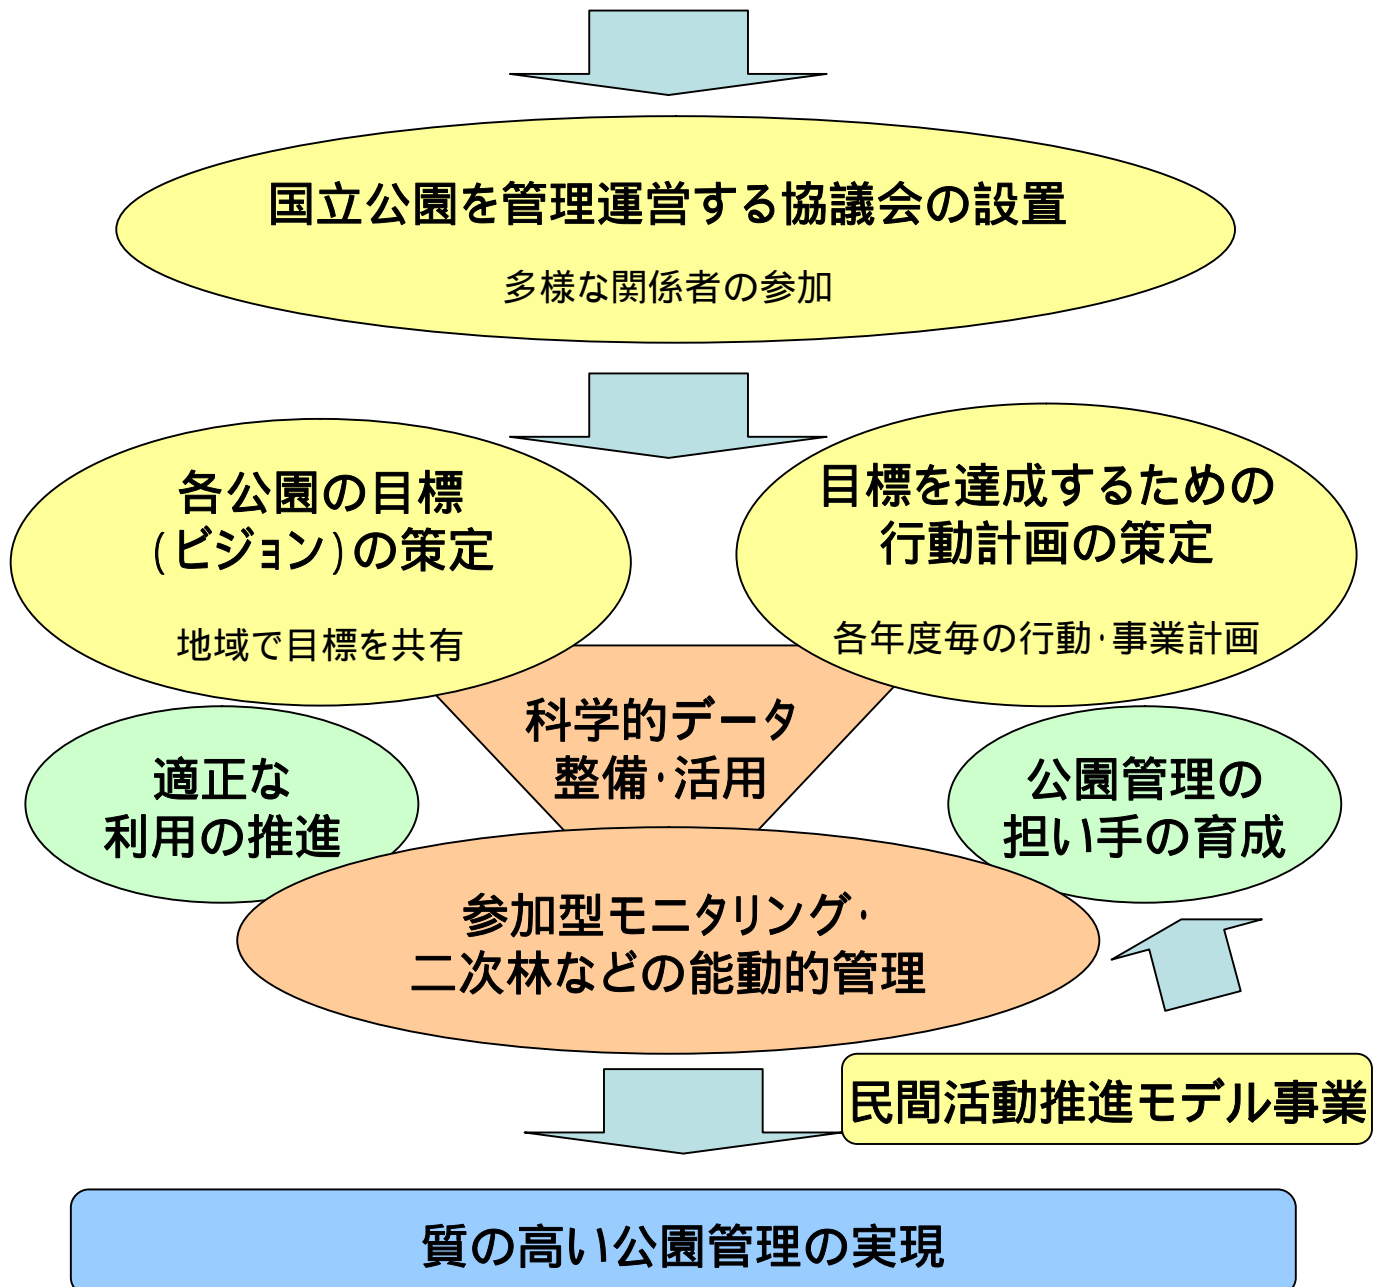 国立公園を管理運営する協議会の設置
多様な関係者の参加
各公園の目標
(ビジョン)の策定
地域で目標を共有
目標を達成するための
行動計画の策定
各年度毎の行動・事業計画
科学的データ
整備・活用
適正な
利用の推進
公園管理の
担い手の育成
参加型モニタリング・
二次林などの能動的管理
民間活動推進モデル事業
質の高い公園管理の実現